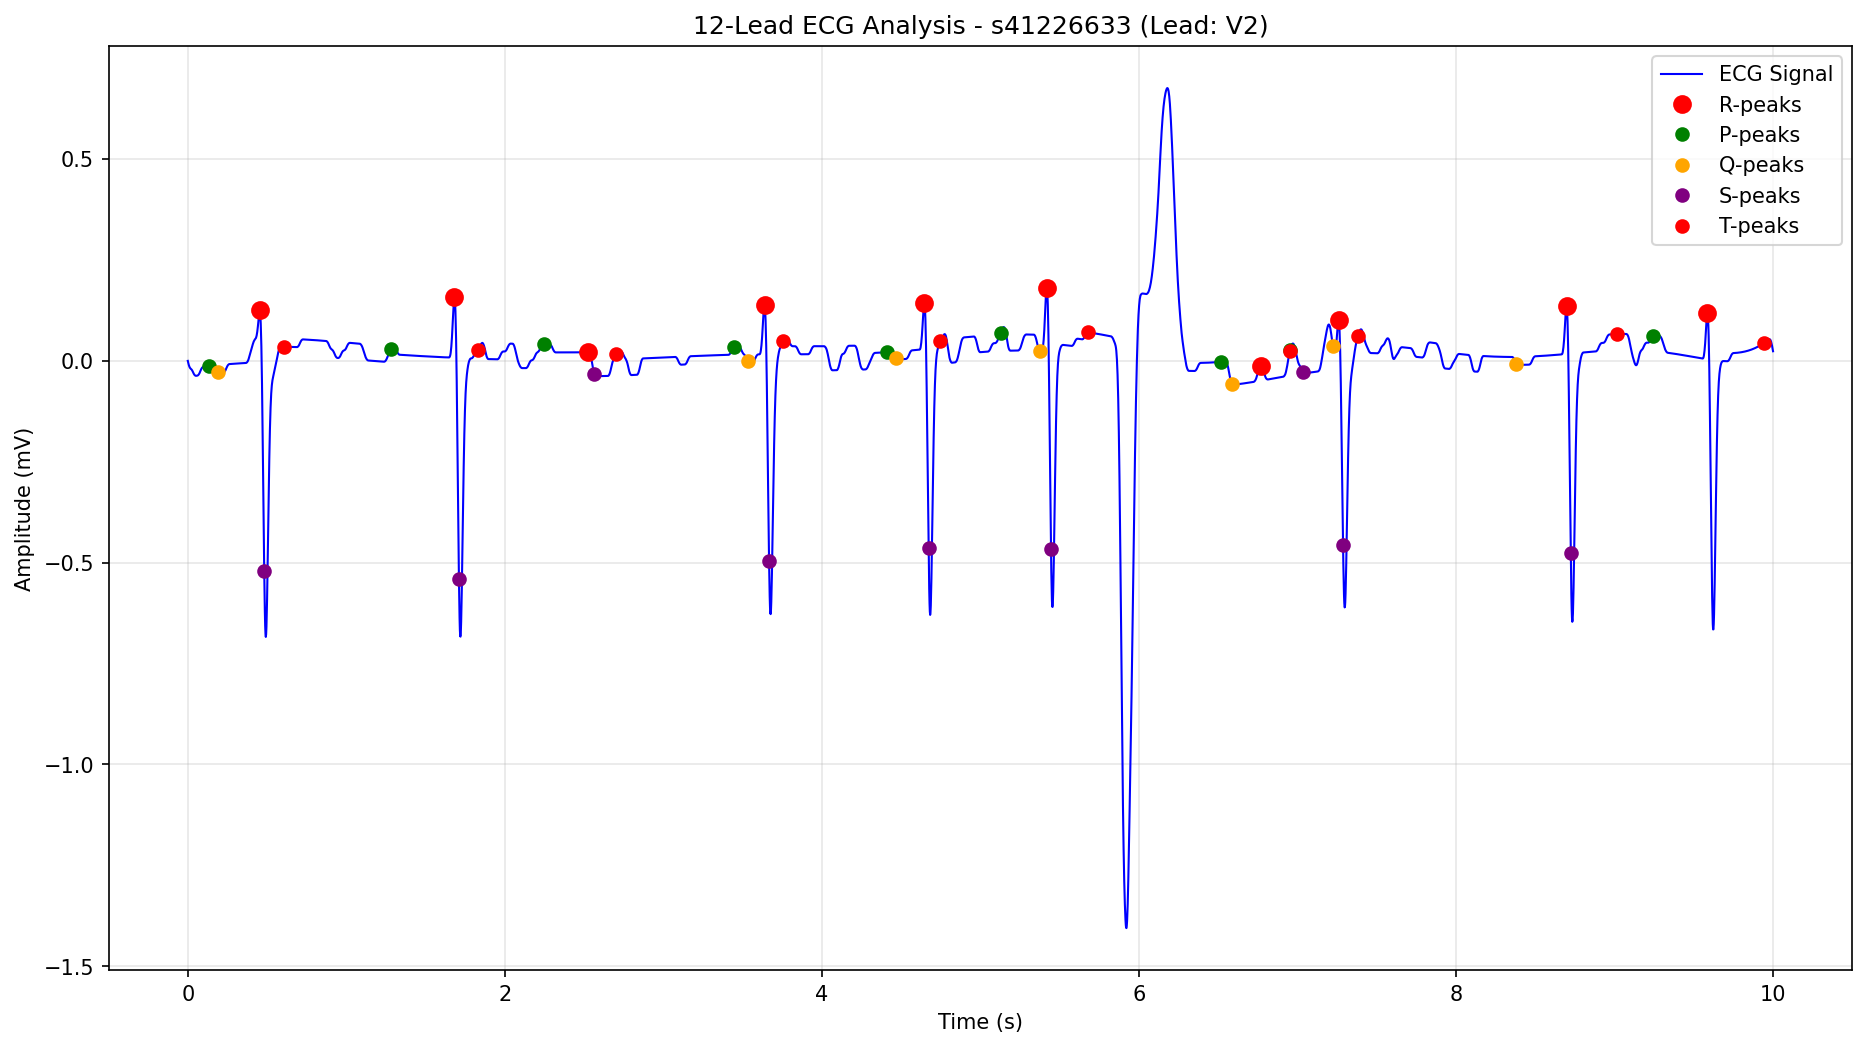 12-Lead ECG Analysis - s41226633 (Lead: V2)
ECG Signal
R-peaks
P-peaks
Q-peaks
S-peaks
T-peaks
Amplitude (mV)
0.5
0.0
−0.5
−1.0
−1.5
0 2 4 6 8 10
Time (s)